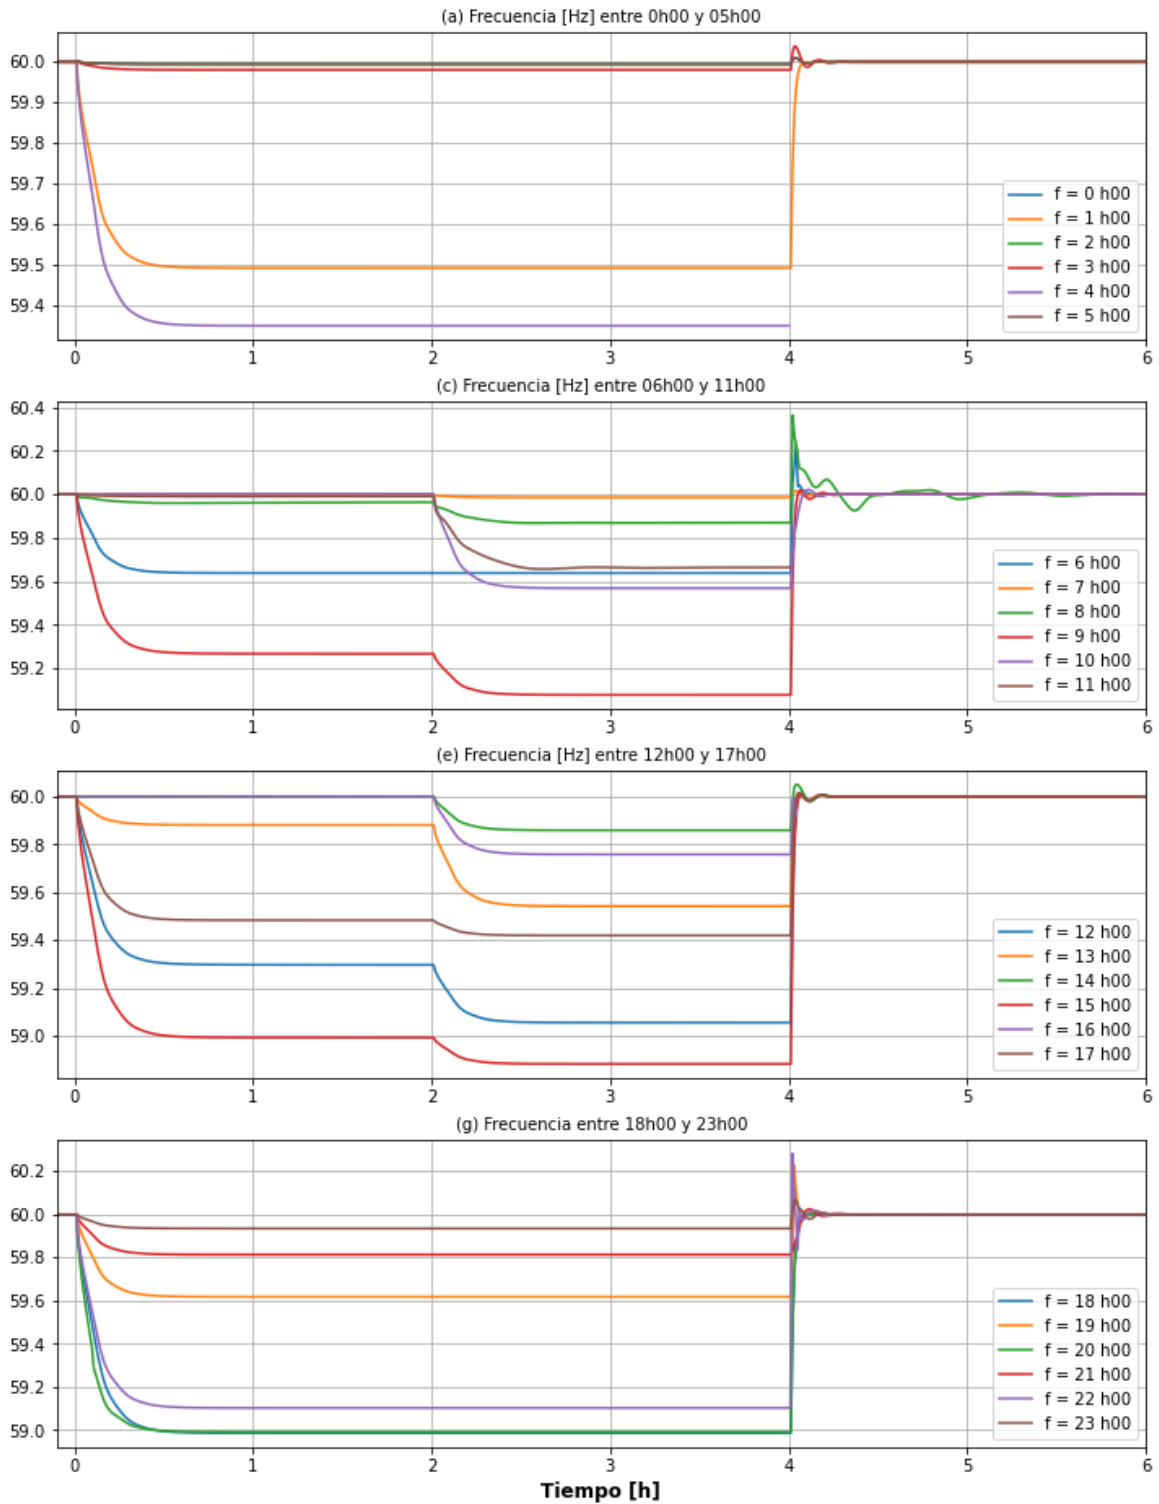 (a) Frecuencia [Hz] entre 0h00 y 05h00
60.0
59.9
59.8
59.7
59.6
59.5
59.4
f = 0 h00
f = 1 h00
f = 2 h00
f = 3 h00
f = 4 h00
f = 5 h00
0 1 2 3 4 5 6
(c) Frecuencia [Hz] entre 06h00 y 11h00
60.4
60.2
60.0
59.8
59.6
59.4
59.2
f = 6 h00
f = 7 h00
f = 8 h00
f = 9 h00
f = 10 h00
f = 11 h00
0 1 2 3 4 5 6
(e) Frecuencia [Hz] entre 12h00 y 17h00
60.0
59.8
59.6
59.4
59.2
59.0
f = 12 h00
f = 13 h00
f = 14 h00
f = 15 h00
f = 16 h00
f = 17 h00
0 1 2 3 4 5 6
(g) Frecuencia entre 18h00 y 23h00
60.2
60.0
59.8
59.6
59.4
59.2
59.0
f = 18 h00
f = 19 h00
f = 20 h00
f = 21 h00
f = 22 h00
f = 23 h00
0 1 2 3 4 5 6
Tiempo [h]